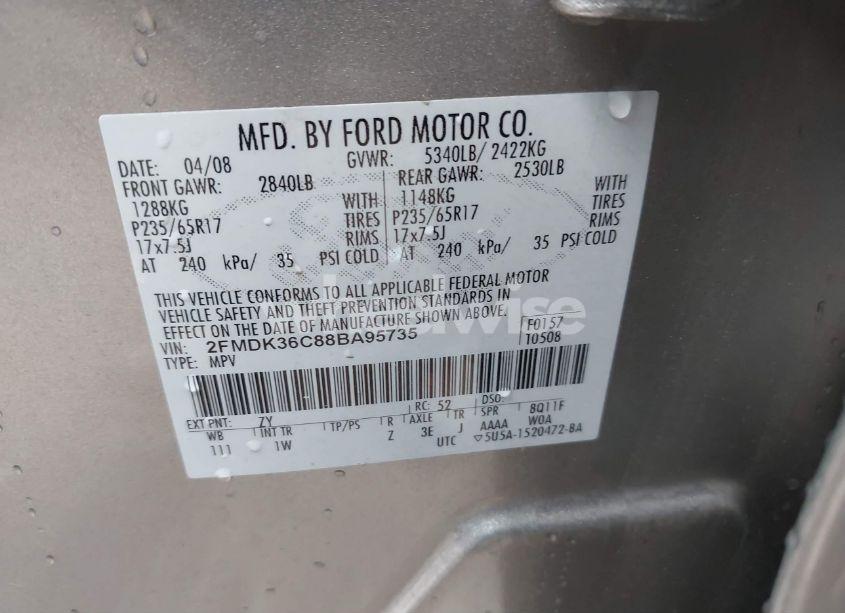 MFD. BY FORD MOTOR CO.
DATE: 04/08 GVWR: 5340LB/ 2422KG
FRONT GAWR: 2840LB REAR GAWR: 2530LB
1288KG WITH 1148KG WITH
P235/65R17 TIRES P235/65R17 TIRES
17x7.5J RIMS 17x7.5J RIMS
AT 240 kPa/ 35 PSI COLD AT 240 kPa/ 35 PSI COLD
THIS VEHICLE CONFORMS TO ALL APPLICABLE FEDERAL MOTOR
VEHICLE SAFETY AND THEFT PREVENTION STANDARDS IN
EFFECT ON THE DATE OF MANUFACTURE SHOWN ABOVE.
VIN: 2FMDK36C88BA95735 F0157
TYPE: MPV T0508
EXT PNT: ZY RC: 52 DSO:
WB INT TR TP/PS R AXLE TR SPR 8Q11F
111 1W Z 3E J AAAA W0A
UTC ▽5U5A-1520472-BA